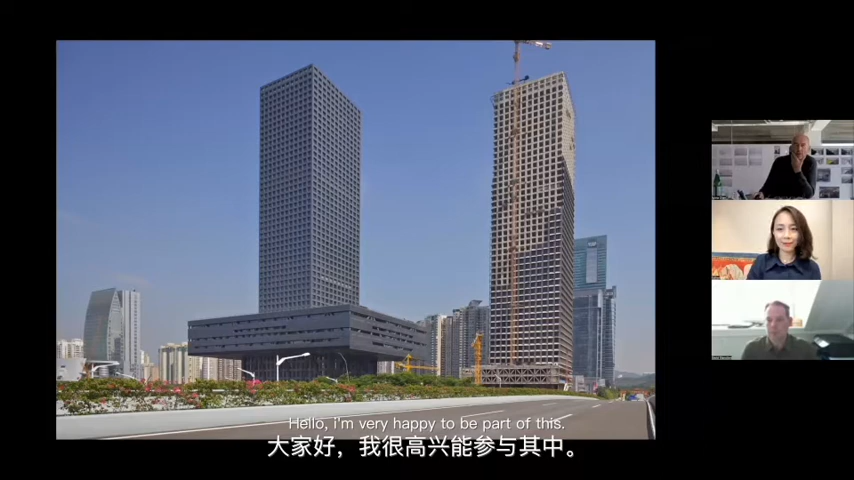 Hello, i'm very happy to be part of this.
大家好，我很高兴能参与其中。